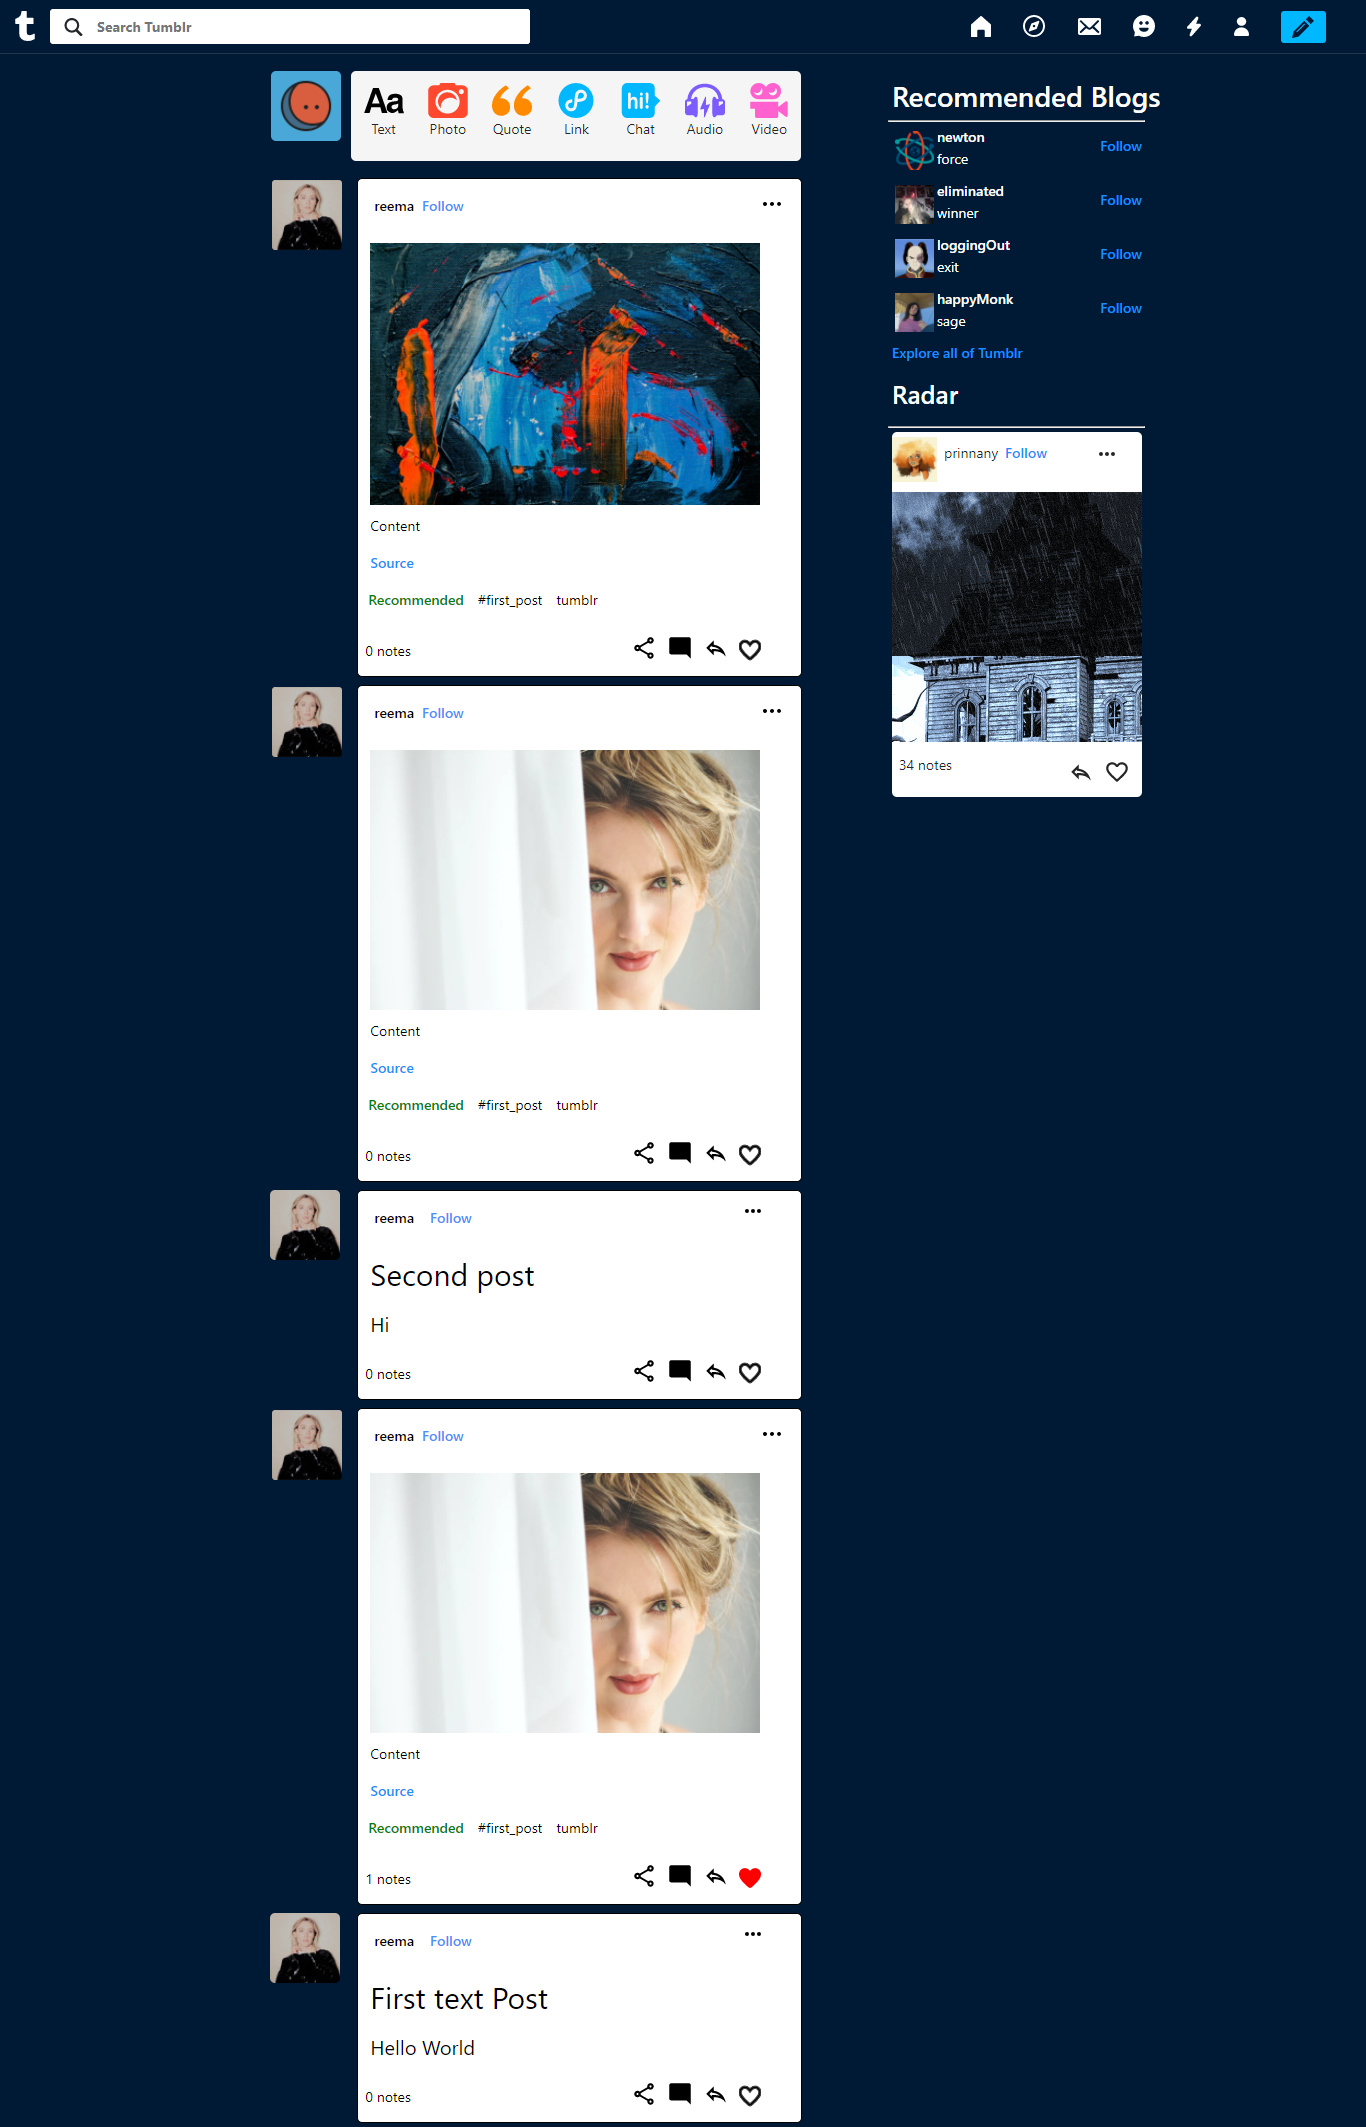 t
Search Tumblr
Aa
hi!
Text
Photo
Quote
Link
Chat
Audio
Video
reema Follow
Content
Source
Recommended #first_post tumblr
0 notes
reema Follow
Content
Source
Recommended #first_post tumblr
0 notes
reema Follow
Second post
Hi
0 notes
reema Follow
Content
Source
Recommended #first_post tumblr
1 notes
reema Follow
First text Post
Hello World
0 notes
Recommended Blogs
newton
force
Follow
eliminated
winner
Follow
loggingOut
exit
Follow
happyMonk
sage
Follow
Explore all of Tumblr
Radar
prinnany Follow
34 notes